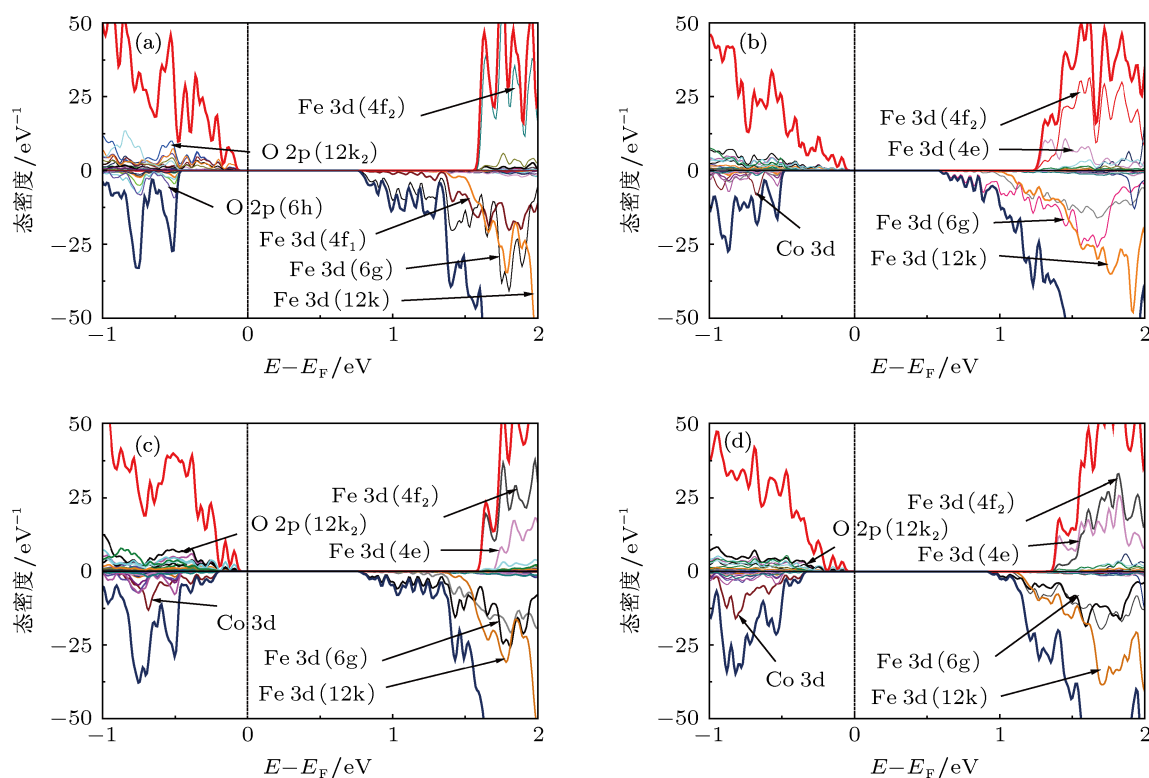 50
(a)
Fe 3d (4f₂)
25
O 2p (12k₂)
0
O 2p (6h)
Fe 3d (4f₁)
-25
Fe 3d (6g)
Fe 3d (12k)
-50
-1 0 1 2
态密度/eV⁻¹
E-E_F/eV
50
(b)
Fe 3d (4f₂)
25
Fe 3d (4e)
0
Co 3d
Fe 3d (6g)
-25
Fe 3d (12k)
-50
-1 0 1 2
态密度/eV⁻¹
E-E_F/eV
50
(c)
Fe 3d (4f₂)
25
O 2p (12k₂)
Fe 3d (4e)
0
Co 3d
-25
Fe 3d (6g)
Fe 3d (12k)
-50
-1 0 1 2
态密度/eV⁻¹
E-E_F/eV
50
(d)
Fe 3d (4f₂)
25
O 2p (12k₂)
Fe 3d (4e)
0
-25
Fe 3d (6g)
Co 3d
Fe 3d (12k)
-50
-1 0 1 2
态密度/eV⁻¹
E-E_F/eV